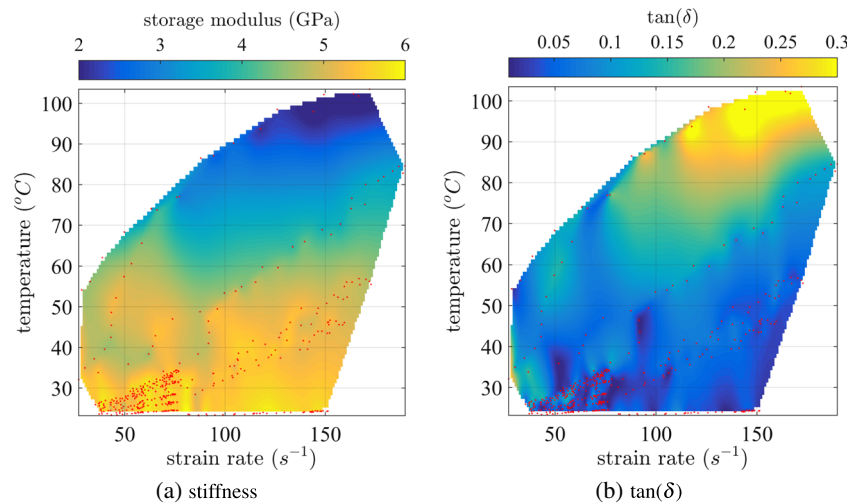 storage modulus (GPa)
2 3 4 5 6
100
90
80
70
60
50
40
30
temperature (°C)
50 100 150
strain rate (s⁻¹)
(a) stiffness
tan(δ)
0.05 0.1 0.15 0.2 0.25 0.3
100
90
80
70
60
50
40
30
temperature (°C)
50 100 150
strain rate (s⁻¹)
(b) tan(δ)